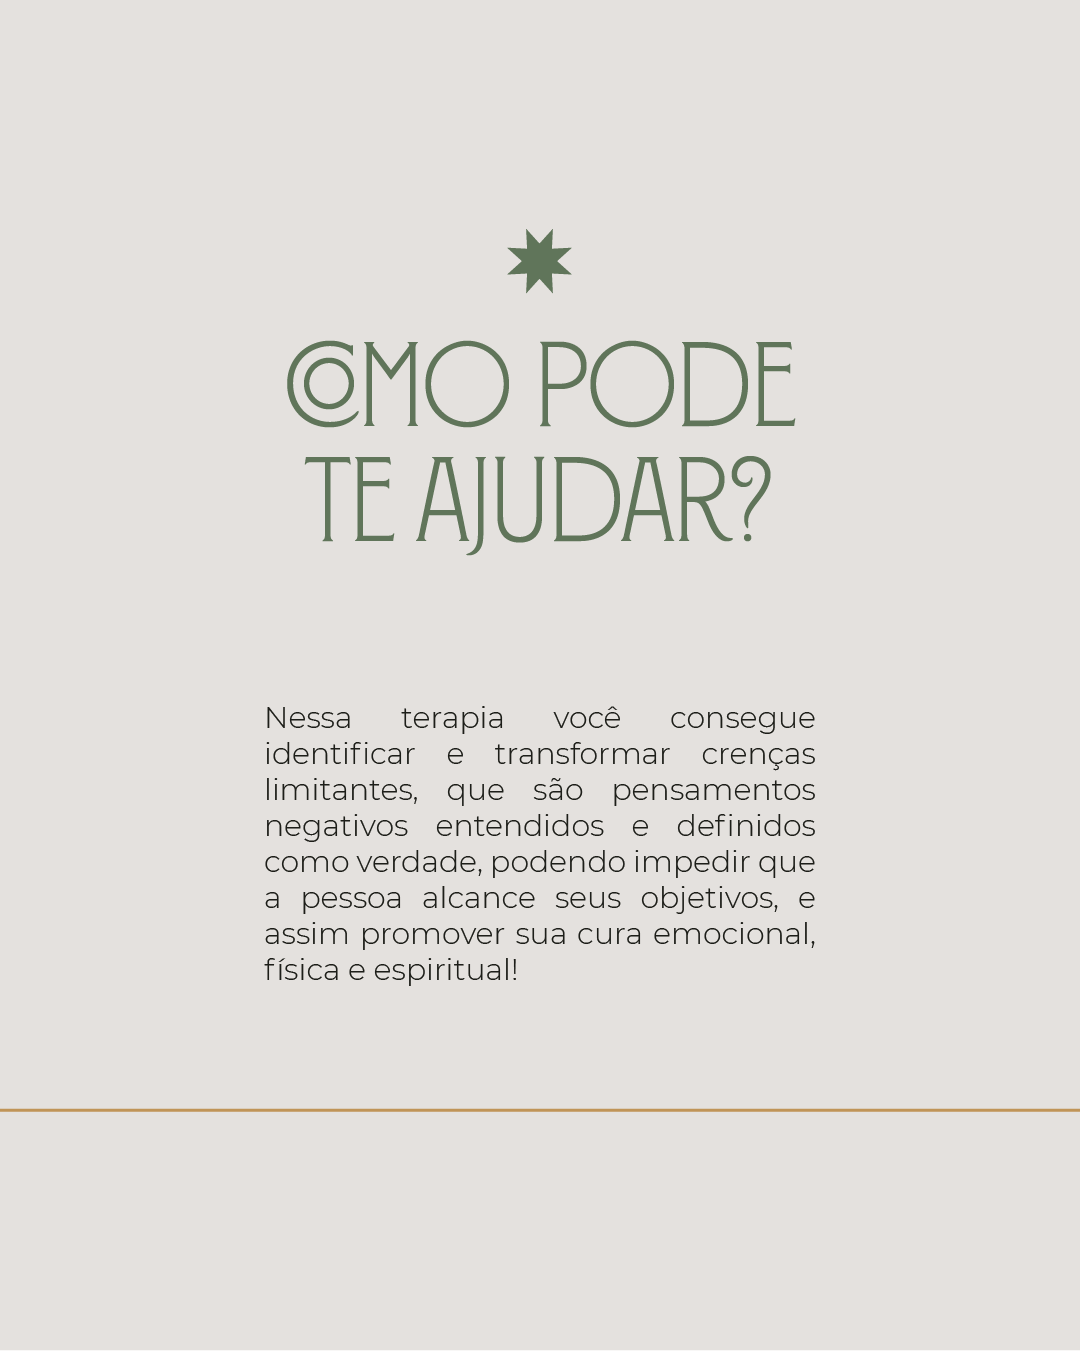 COMO PODE
TE AJUDAR?
Nessa terapia você consegue
identificar e transformar crenças
limitantes, que são pensamentos
negativos entendidos e definidos
como verdade, podendo impedir que
a pessoa alcance seus objetivos, e
assim promover sua cura emocional,
física e espiritual!